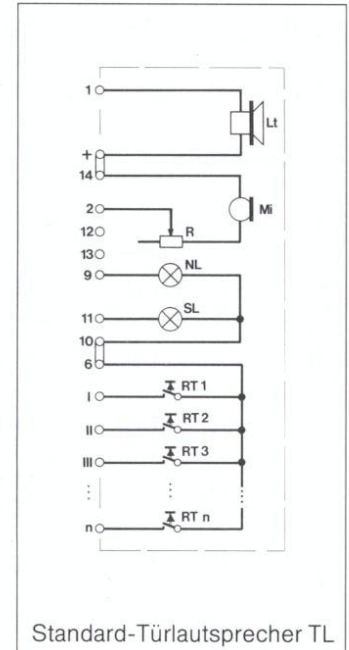 1
Lt
+
14
Mi
2
R
12
13
NL
9
SL
11
10
6
RT 1
I
RT 2
II
RT 3
III
RT n
n
Standard-Türlautsprecher TL